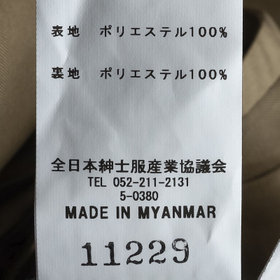 表地 ポリエステル100%
裏地 ポリエステル100%
全日本紳士服産業協議会
TEL 052-211-2131
5-0380
MADE IN MYANMAR
11229